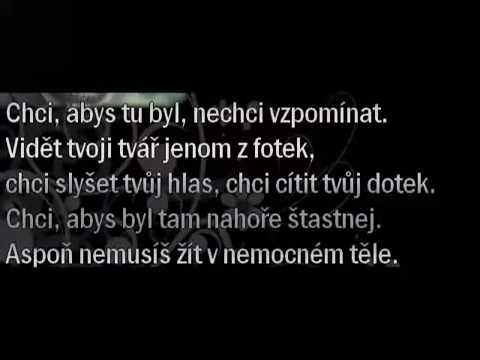 Chci, abys tu byl, nechci vzpomínat.
Vidět tvoji tvář jenom z fotek,
chci slyšet tvůj hlas, chci cítit tvůj dotek.
Chci, abys byl tam nahoře štastnej.
Aspoň nemusíš žít v nemocném těle.